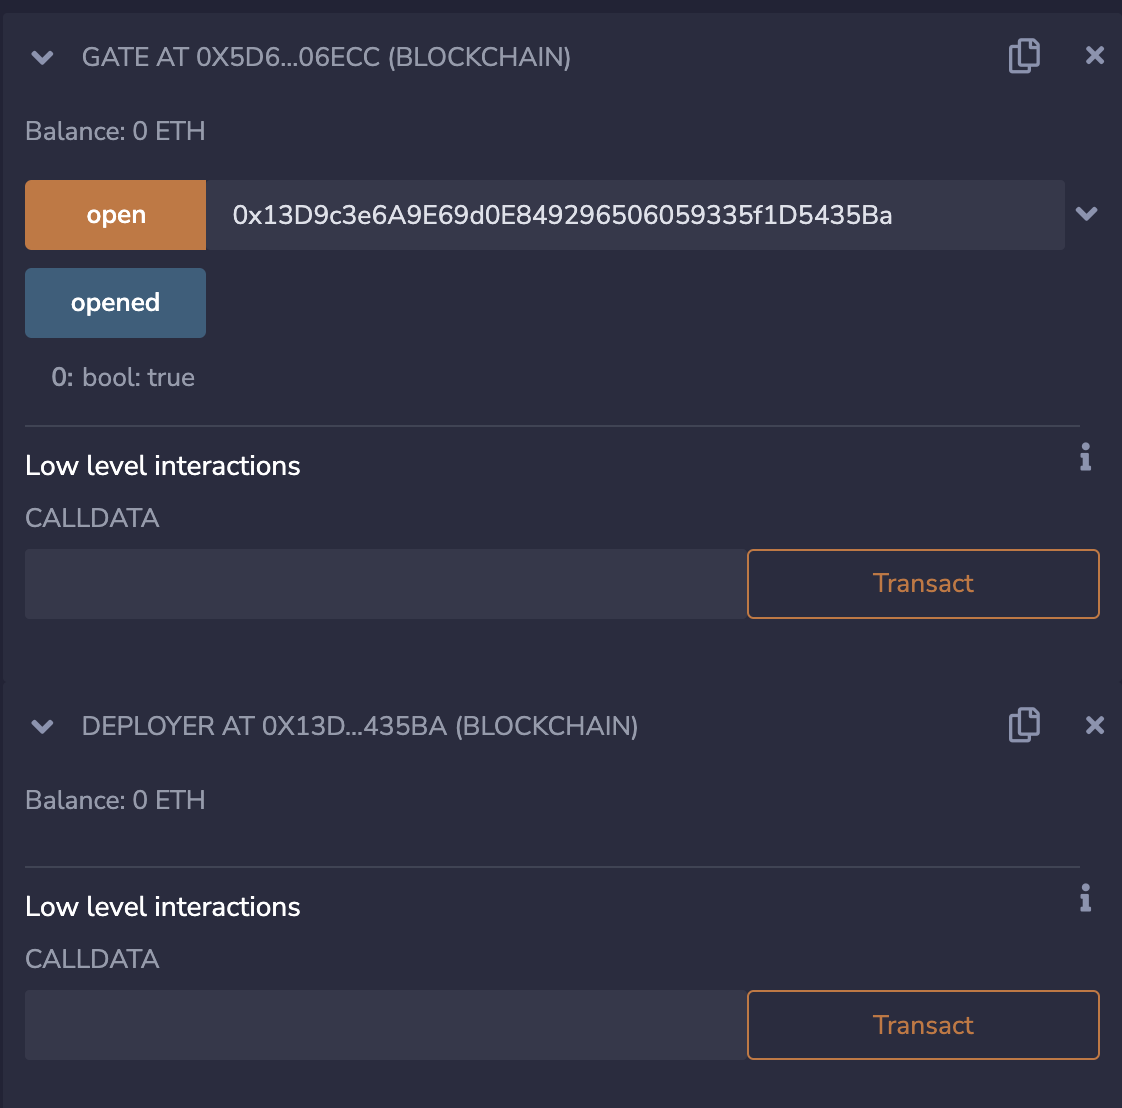 GATE AT 0X5D6...06ECC (BLOCKCHAIN)
Balance: 0 ETH
open 0x13D9c3e6A9E69d0E849296506059335f1D5435Ba
opened
0: bool: true
Low level interactions
CALLDATA
Transact
DEPLOYER AT 0X13D...435BA (BLOCKCHAIN)
Balance: 0 ETH
Low level interactions
CALLDATA
Transact